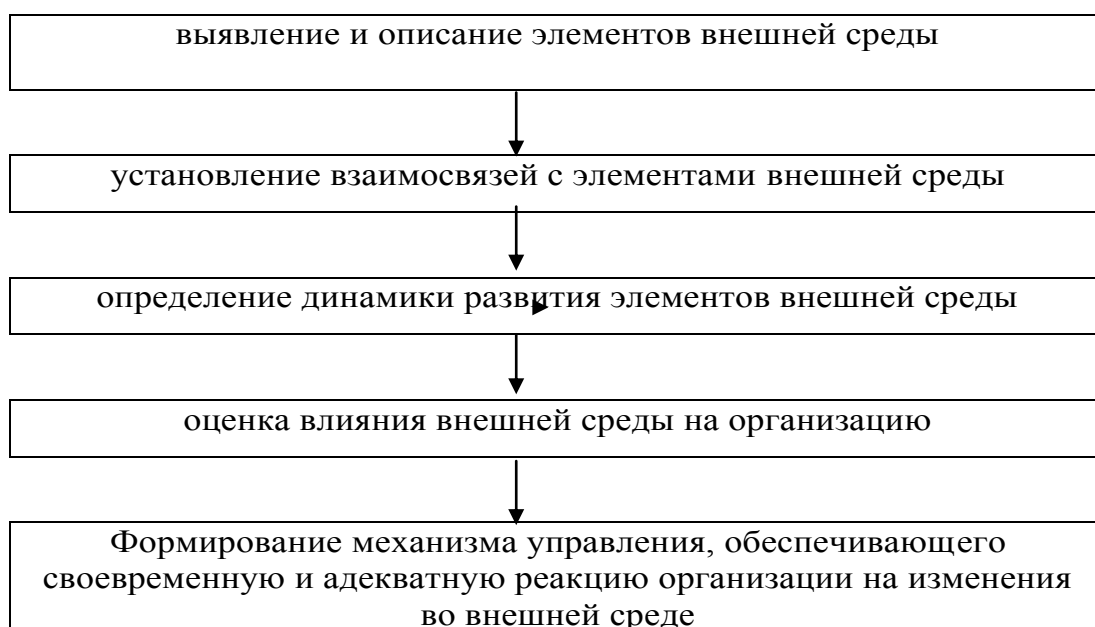 выявление и описание элементов внешней среды
установление взаимосвязей с элементами внешней среды
определение динамики развития элементов внешней среды
оценка влияния внешней среды на организацию
Формирование механизма управления, обеспечивающего
своевременную и адекватную реакцию организации на изменения
во внешней среде